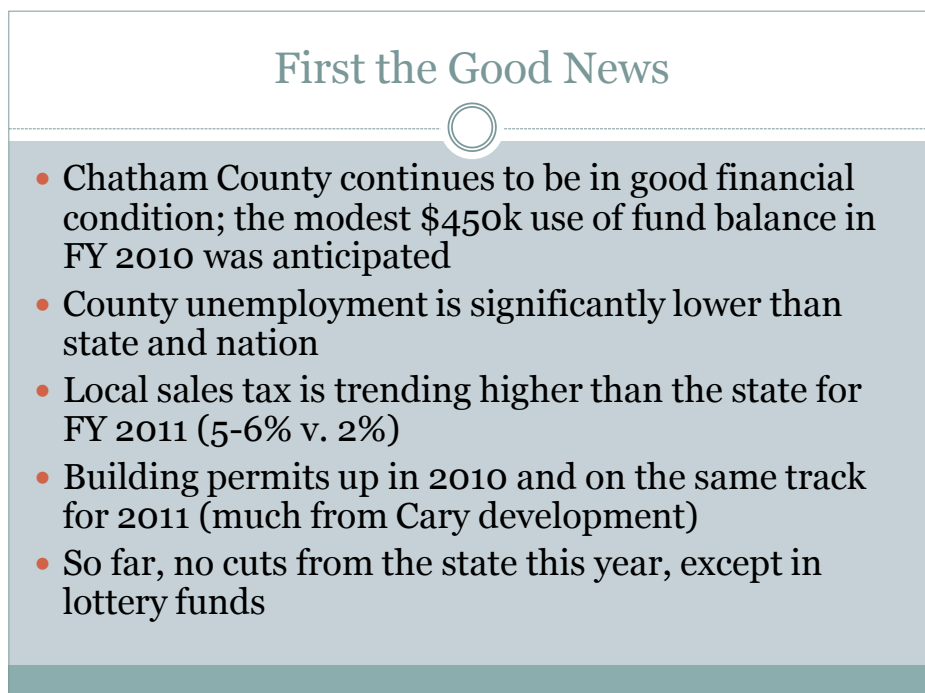 First the Good News
• Chatham County continues to be in good financial
condition; the modest $450k use of fund balance in
FY 2010 was anticipated
• County unemployment is significantly lower than
state and nation
• Local sales tax is trending higher than the state for
FY 2011 (5-6% v. 2%)
• Building permits up in 2010 and on the same track
for 2011 (much from Cary development)
• So far, no cuts from the state this year, except in
lottery funds